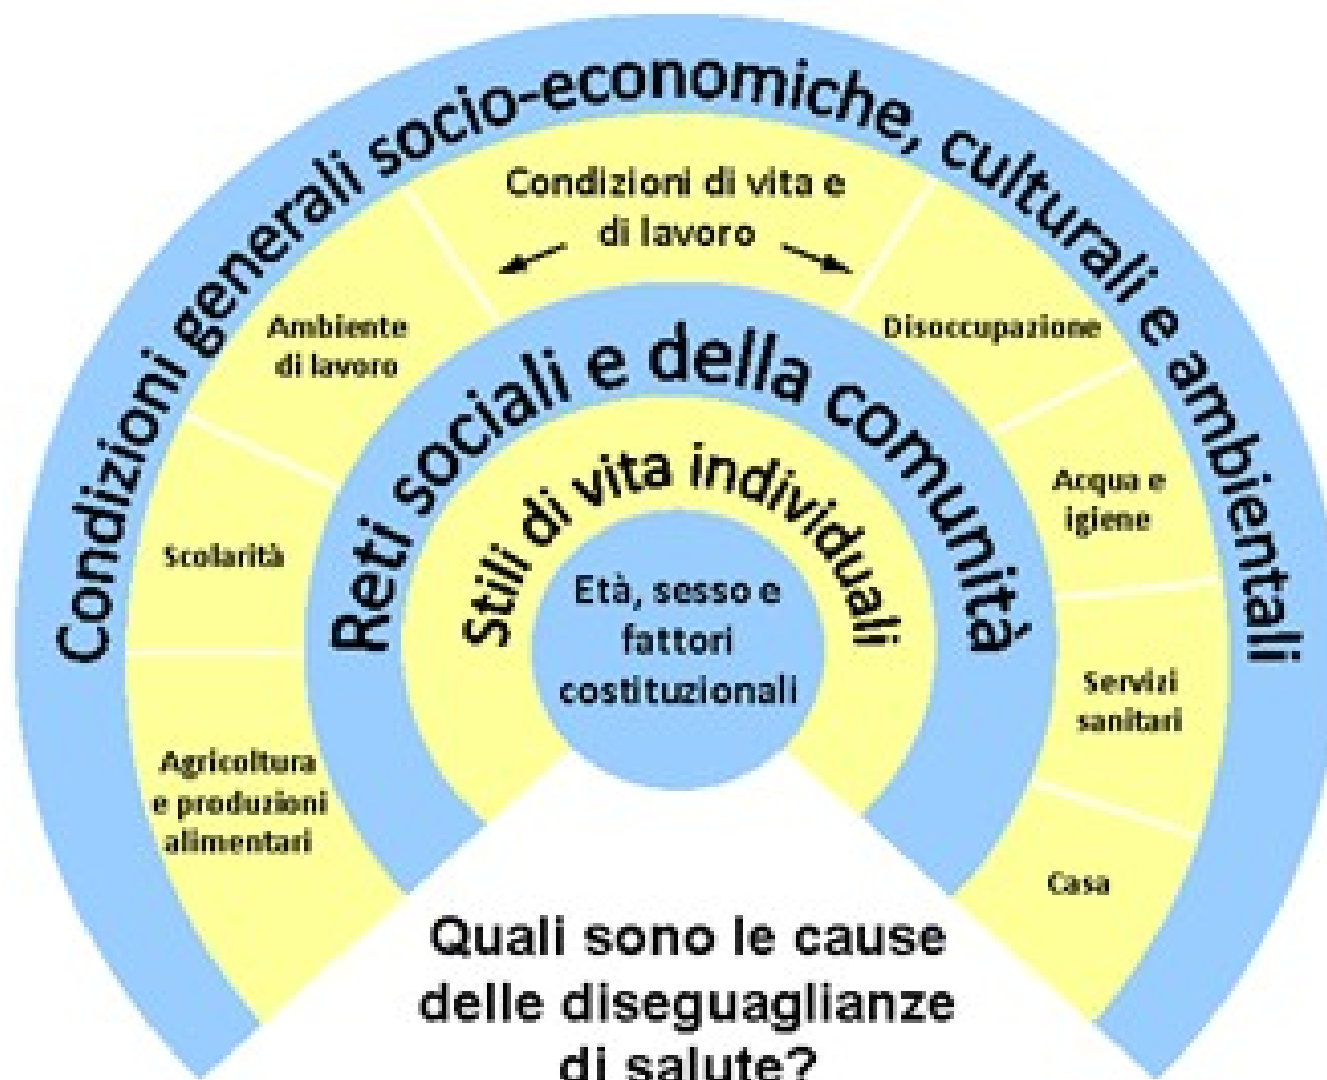 Condizioni generali socio-economiche, culturali e ambientali
Condizioni di vita e
di lavoro
Ambiente
di lavoro
Disoccupazione
Scolarità
Acqua e
igiene
Agricoltura
e produzioni
alimentari
Servizi
sanitari
Casa
Reti sociali e della comunità
Stili di vita individuali
Età, sesso e
fattori
costituzionali
Quali sono le cause
delle diseguaglianze
di salute?